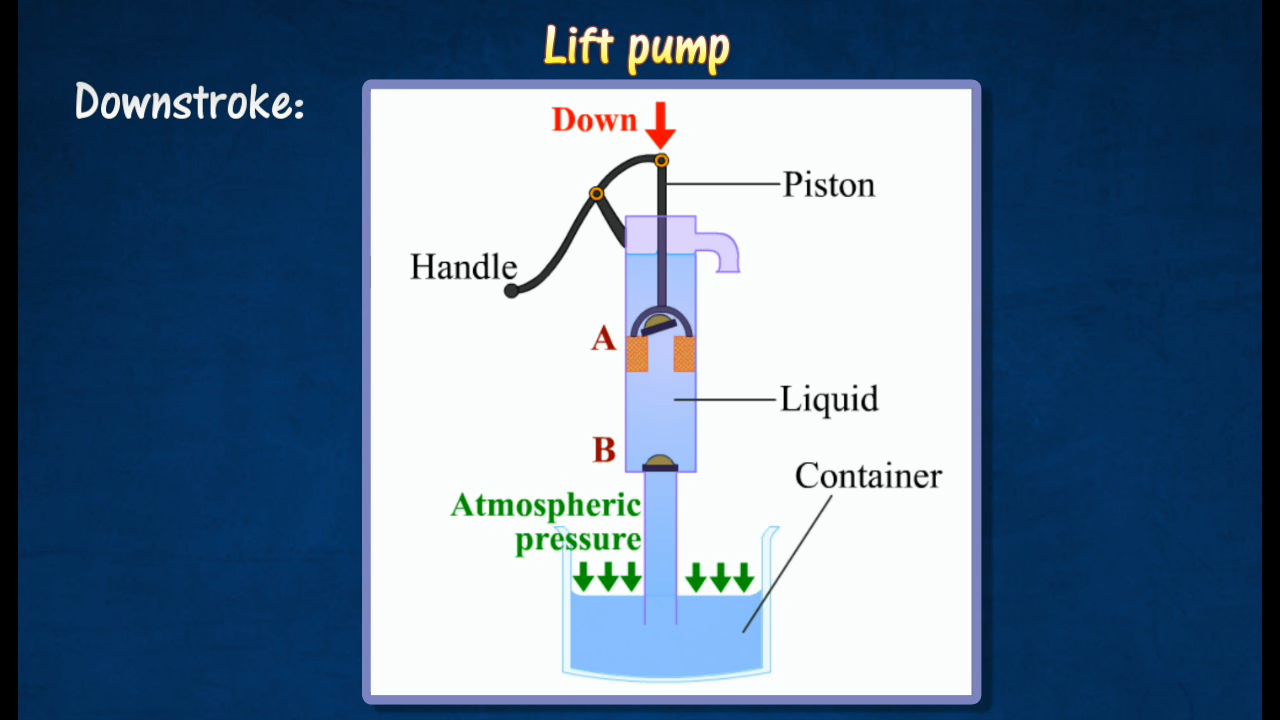 Lift pump
Downstroke:
Down
Piston
Handle
A
Liquid
B
Container
Atmospheric
pressure